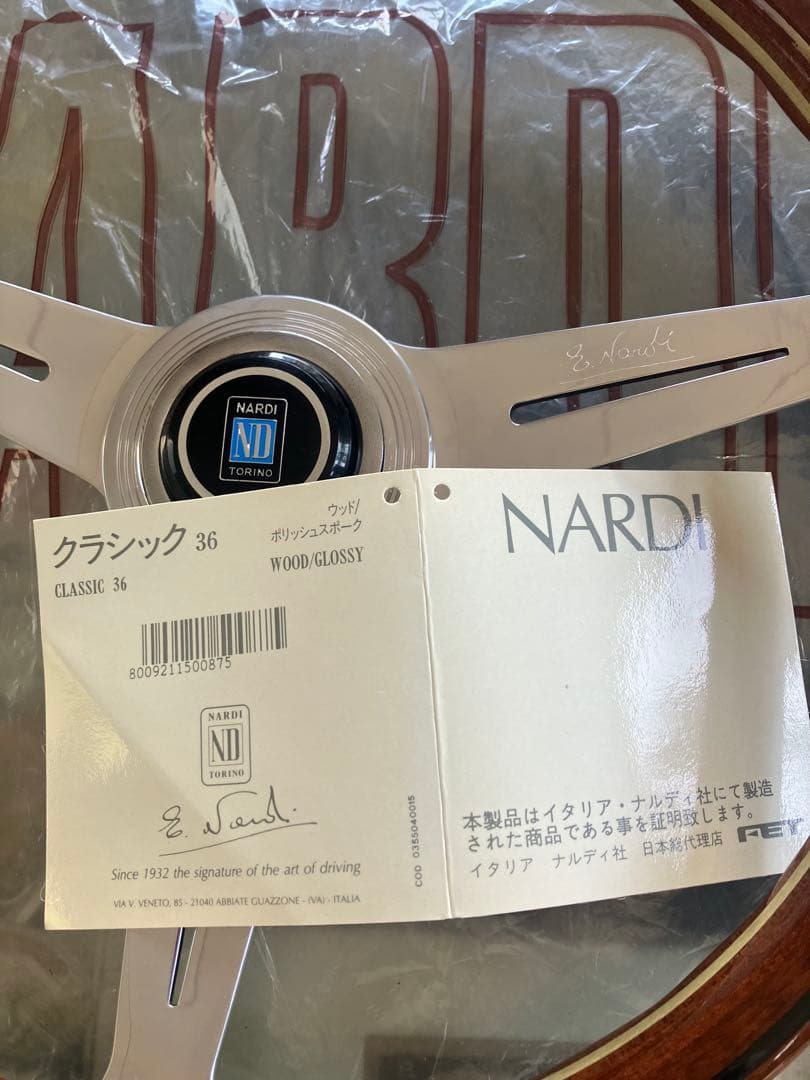 NARDI
E. Nardi
NARDI
ND
TORINO
クラシック 36
CLASSIC 36
ウッド/
ポリッシュスポーク
WOOD/GLOSSY
8009211500875
NARDI
ND
TORINO
E. Nardi
Since 1932 the signature of the art of driving
VIA V. VENETO, 85 - 21040 ABBIATE GUAZZONE - (VA) - ITALIA
COD 0355040015
NARDI
本製品はイタリア・ナルディ社にて製造
された商品である事を証明致します。
イタリア ナルディ社 日本総代理店 FET